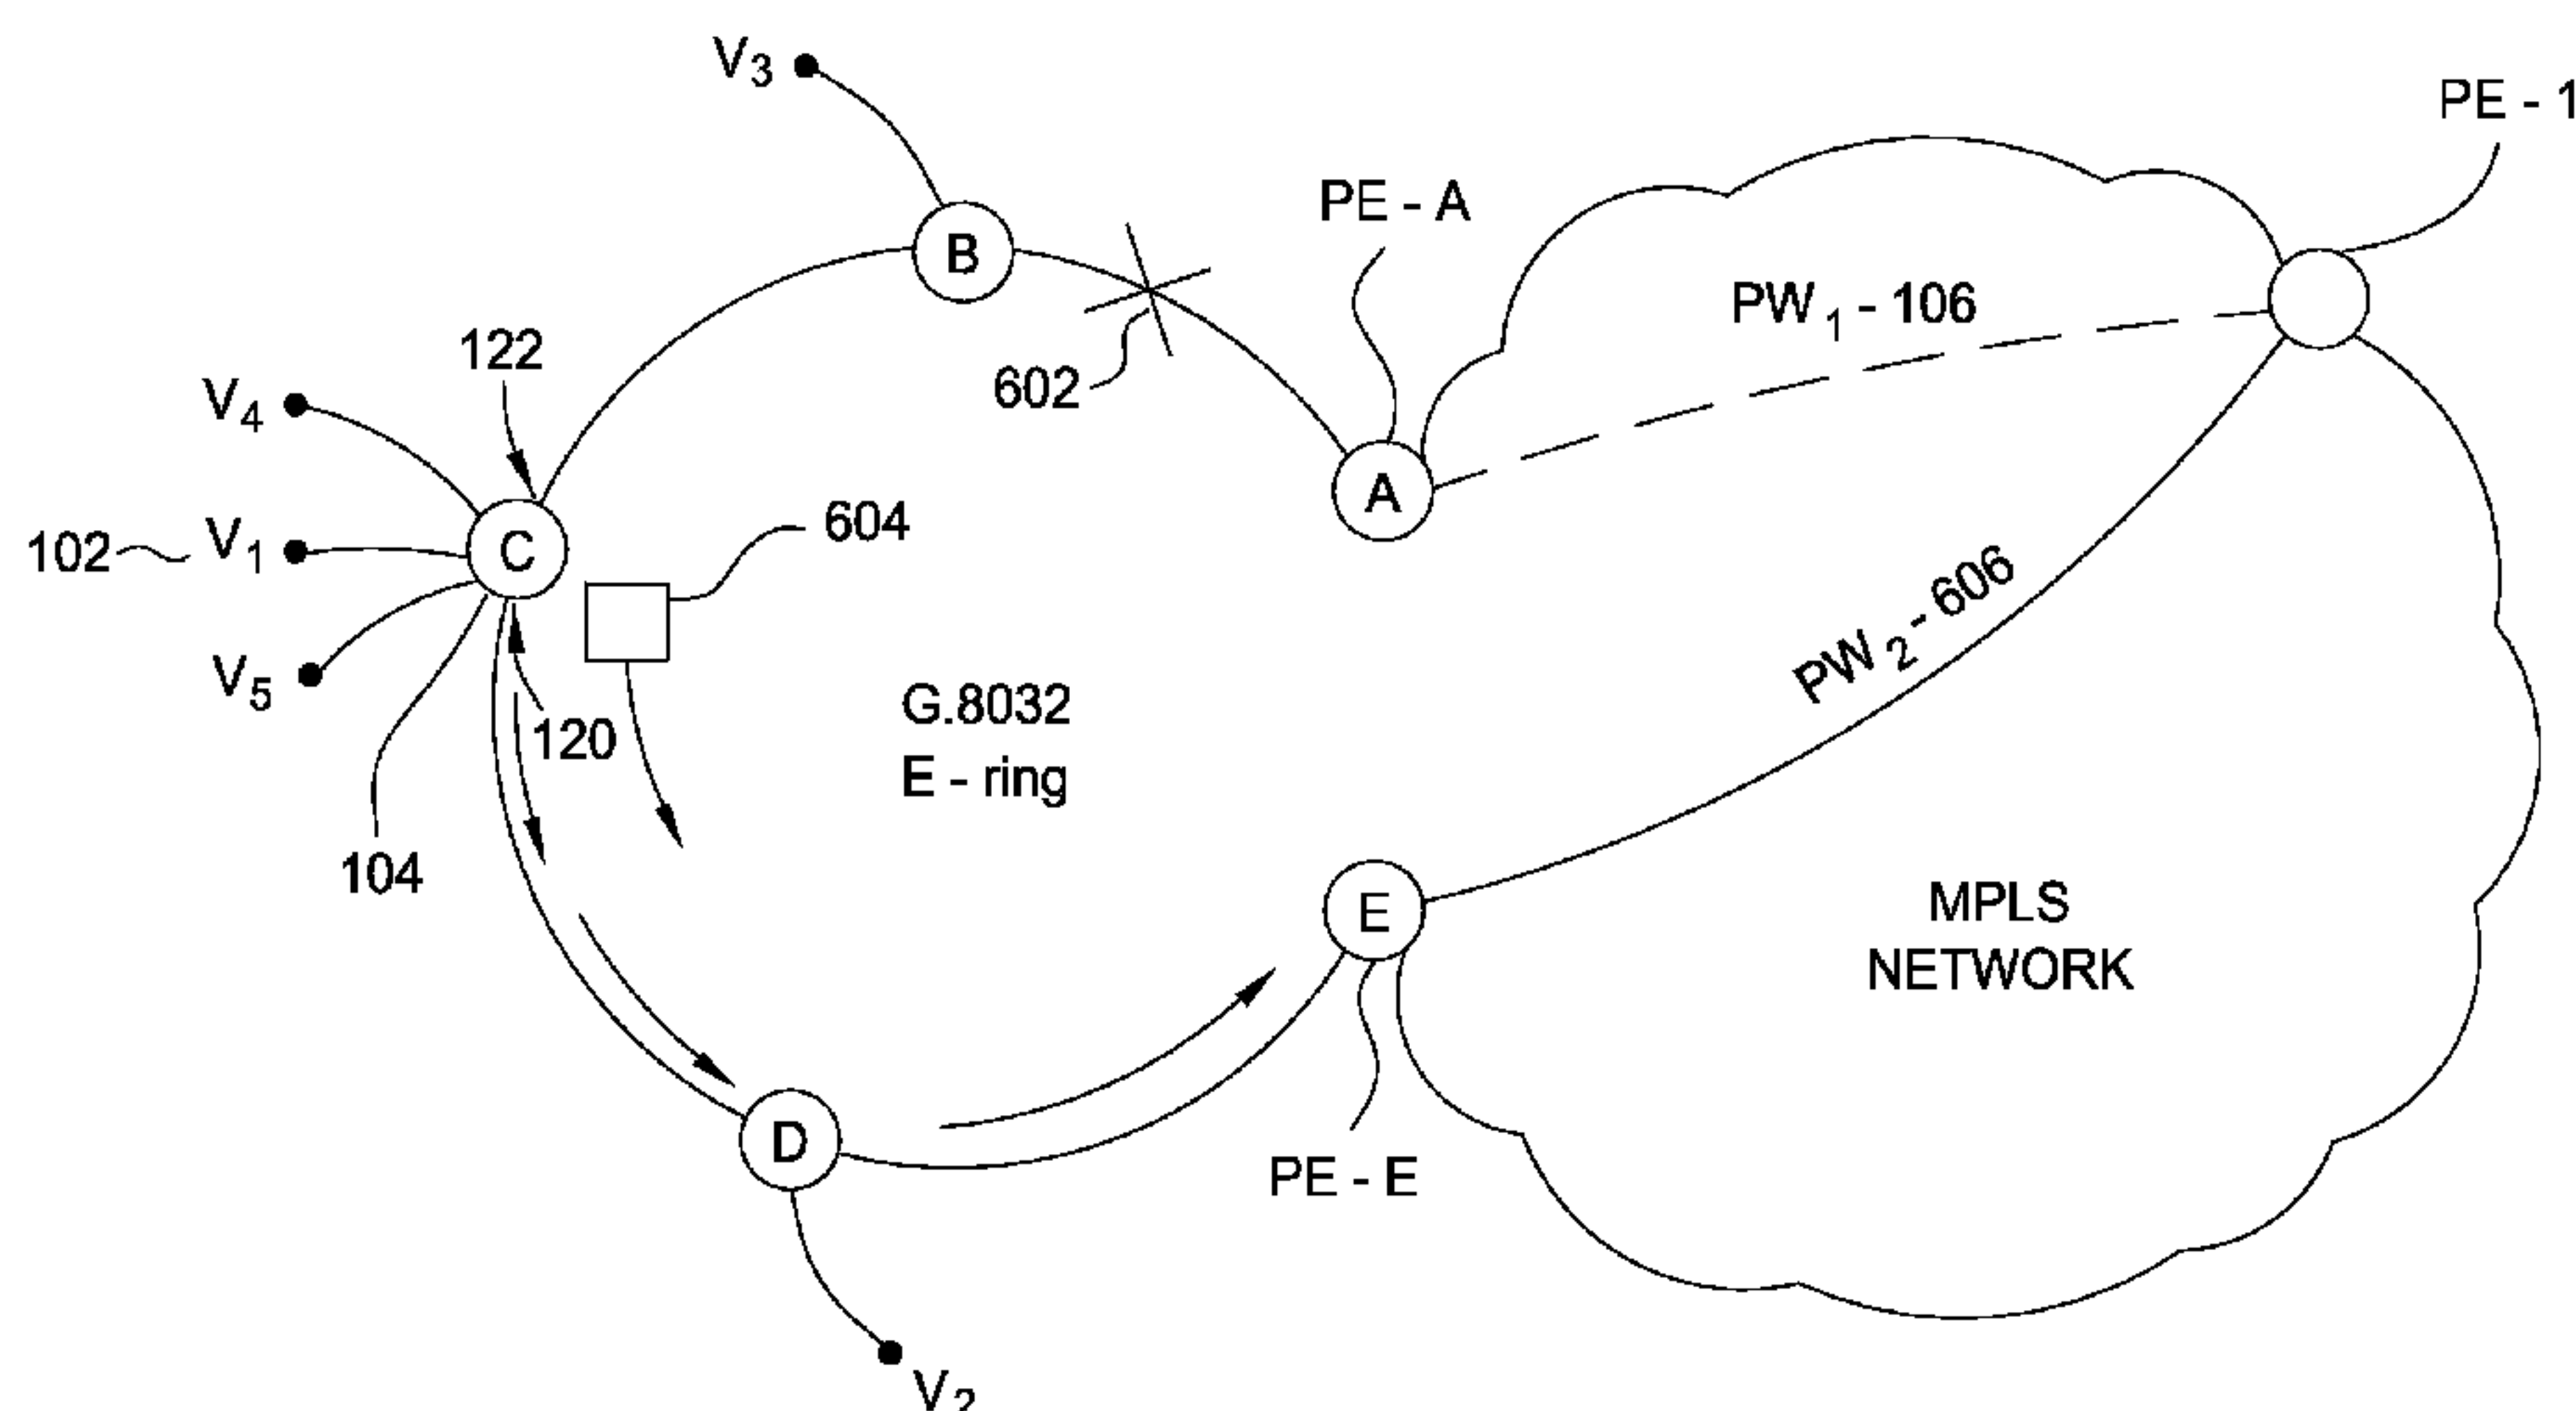 V3
PE - 1
PE - A
B
PW1 - 106
122
602
V4
A
604
102
V1
C
PW2 - 606
V5
120
G.8032
E - ring
104
E
MPLS
NETWORK
D
PE - E
V2